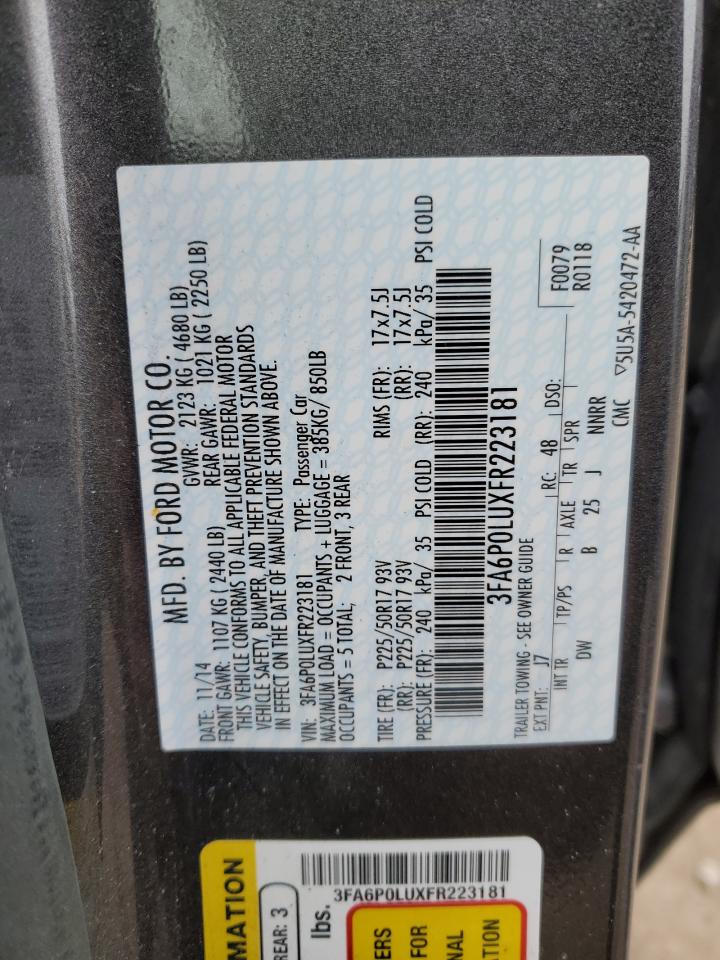 MFD. BY FORD MOTOR CO.
DATE: 11/14 GVWR: 2123 KG ( 4680 LB)
FRONT GAWR: 1107 KG ( 2440 LB) REAR GAWR: 1021 KG ( 2250 LB)
THIS VEHICLE CONFORMS TO ALL APPLICABLE FEDERAL MOTOR
VEHICLE SAFETY, BUMPER, AND THEFT PREVENTION STANDARDS
IN EFFECT ON THE DATE OF MANUFACTURE SHOWN ABOVE.
VIN: 3FA6P0LUXFR223181 TYPE: Passenger Car
MAXIMUM LOAD = OCCUPANTS + LUGGAGE = 385KG/ 850LB
OCCUPANTS = 5 TOTAL; 2 FRONT, 3 REAR
TIRE (FR): P225/50R17 93V RIMS (FR): 17x7.5J
(RR): P225/50R17 93V (RR): 17x7.5J
PRESSURE (FR): 240 kPa/ 35 PSI COLD (RR): 240 kPa/ 35 PSI COLD
3FA6P0LUXFR223181
TRAILER TOWING - SEE OWNER GUIDE
EXT PNT: J7 RC: 48 DSO: F0079
R0118
INT TR TP/PS R AXLE TR SPR
DW B 25 J NNRR
CMC ▽5U5A-5420472-AA
MATION
REAR: 3
lbs.
3FA6P0LUXFR223181
ERS
FOR
NAL
TION